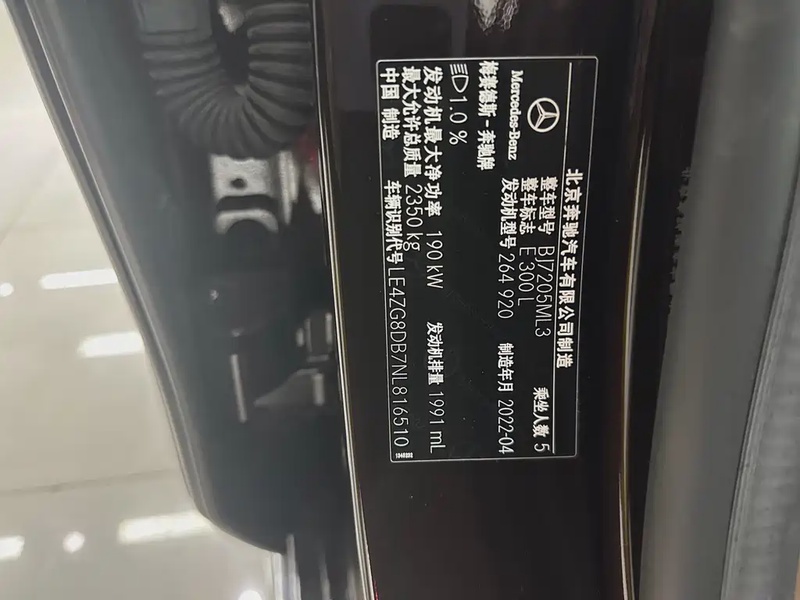 北京奔驰汽车有限公司制造
Mercedes-Benz
整车型号 BJ7205ML3 乘坐人数 5
整车标志 E 300 L
发动机型号 264 920 制造年月 2022-04
梅赛德斯-奔驰牌
1.0 %
发动机最大净功率 190 kW 发动机排量 1991 mL
最大允许总质量 2350 kg
中国 制造 车辆识别代号 LE4ZG8DB7NL816510